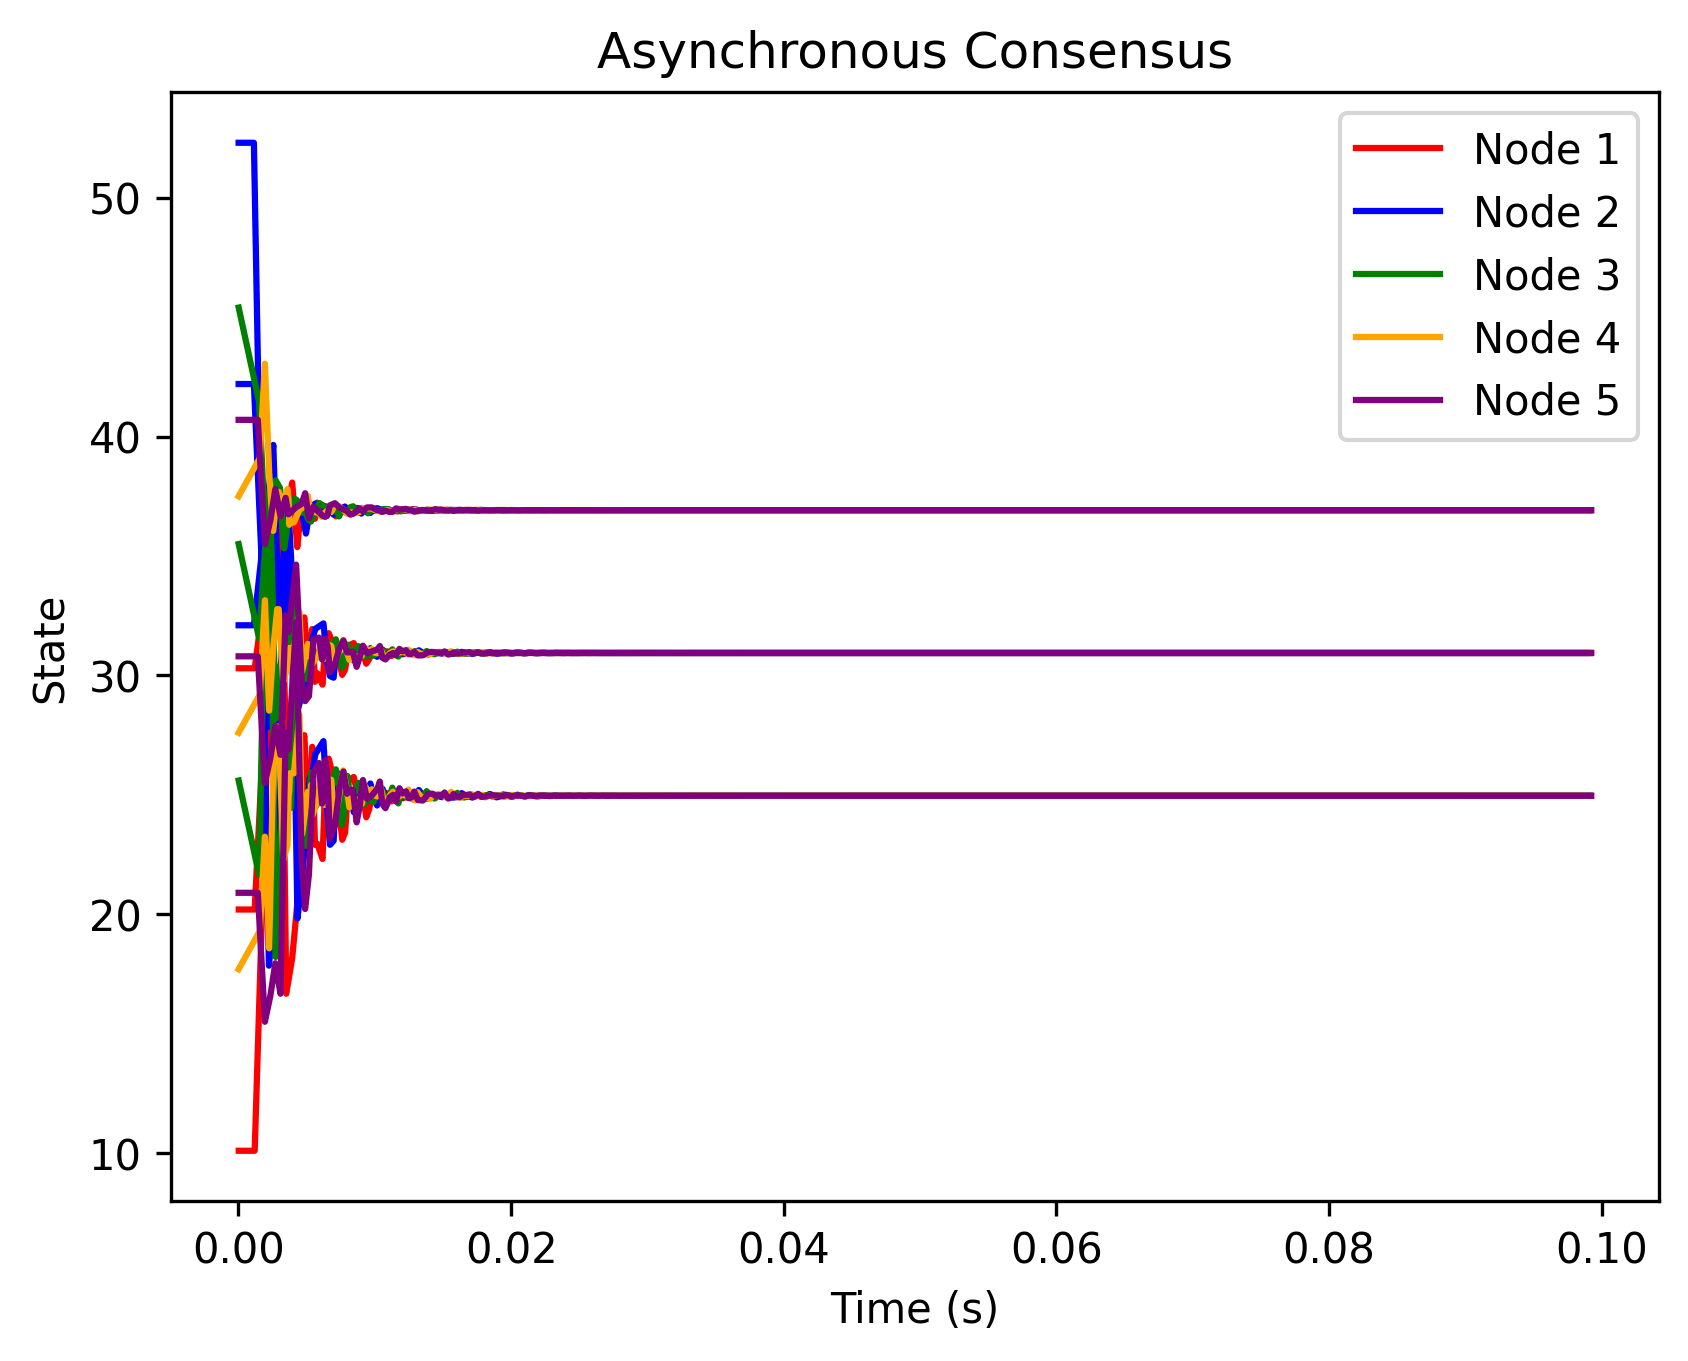 Asynchronous Consensus
Node 1
Node 2
Node 3
Node 4
Node 5
50
40
30
20
10
State
0.00 0.02 0.04 0.06 0.08 0.10
Time (s)